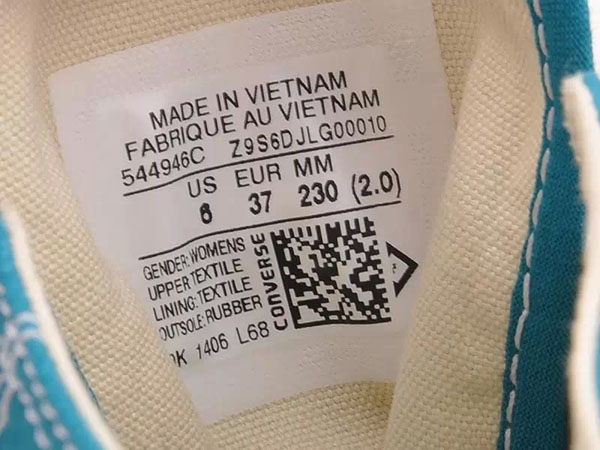 MADE IN VIETNAM
FABRIQUE AU VIETNAM
544946C Z9S6DJLG00010
US EUR MM
6 37 230 (2.0)
GENDER: WOMENS
UPPER: TEXTILE
LINING: TEXTILE
OUTSOLE: RUBBER
CONVERSE
1406 L68